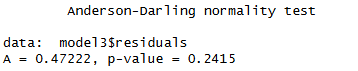 Anderson-Darling normality test
data: model3$residuals
A = 0.47222, p-value = 0.2415